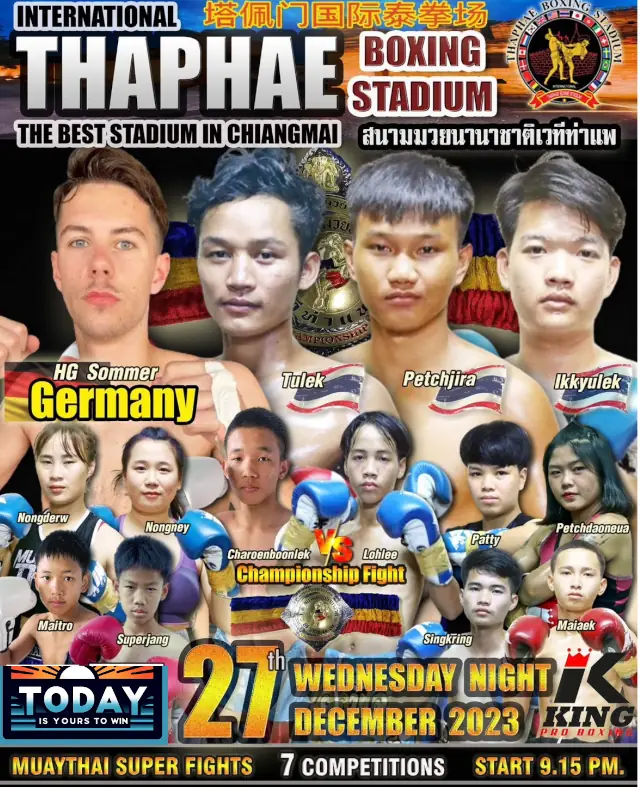 INTERNATIONAL
塔佩门国际泰拳场
THAPHAE
BOXING
STADIUM
THAPHAE BOXING STADIUM
THE BEST STADIUM IN CHIANGMAI
สนามมวยนานาชาติเวทีท่าแพ
HG Sommer
Germany
Tulek
Petchjira
Ikkyulek
Nongderw
Nongney
Charoenboonlek
VS
Lohlee
Patty
Petchdaoneua
Championship Fight
Maitro
Superjang
Singkring
Maiaek
TODAY
IS YOURS TO WIN
27th
WEDNESDAY NIGHT
DECEMBER 2023
KING
PRO BOXING
MUAYTHAI SUPER FIGHTS
7 COMPETITIONS
START 9.15 PM.